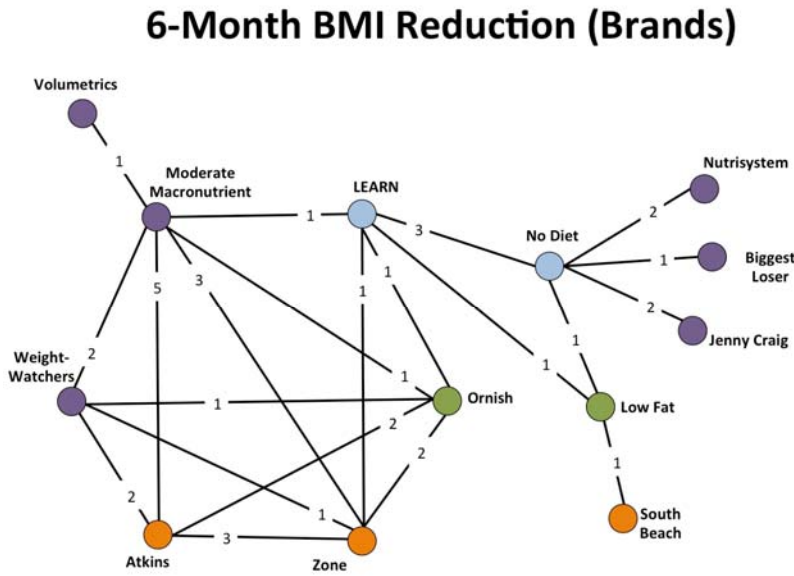 6-Month BMI Reduction (Brands)
Volumetrics
1
Moderate
Macronutrient
LEARN
Nutrisystem
1
3
2
No Diet
1
Biggest
Loser
5
3
1
1
2
Jenny Craig
2
1
1
Weight-
Watchers
1
1
Ornish
Low Fat
2
2
1
2
1
South
Beach
3
Atkins
Zone